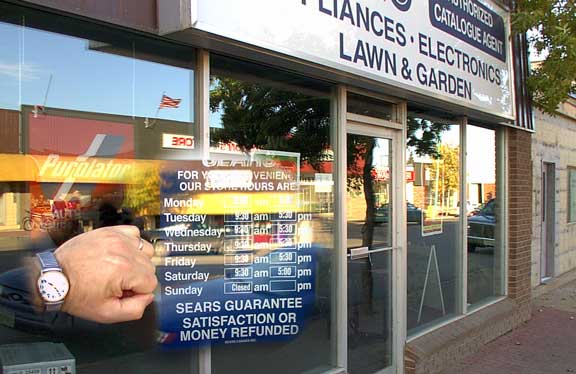 AUTHORIZED
CATALOGUE AGENT
PLIANCES · ELECTRONICS
LAWN & GARDEN
Purolator
SEARS
FOR YOUR CONVENIENCE
OUR STORE HOURS ARE
Monday am pm
Tuesday 9:30 am 5:30 pm
Wednesday 9:30 am 5:30 pm
Thursday 9:30 am 5:30 pm
Friday 9:30 am 5:30 pm
Saturday 9:30 am 5:00 pm
Sunday Closed am pm
SEARS GUARANTEE
SATISFACTION OR
MONEY REFUNDED